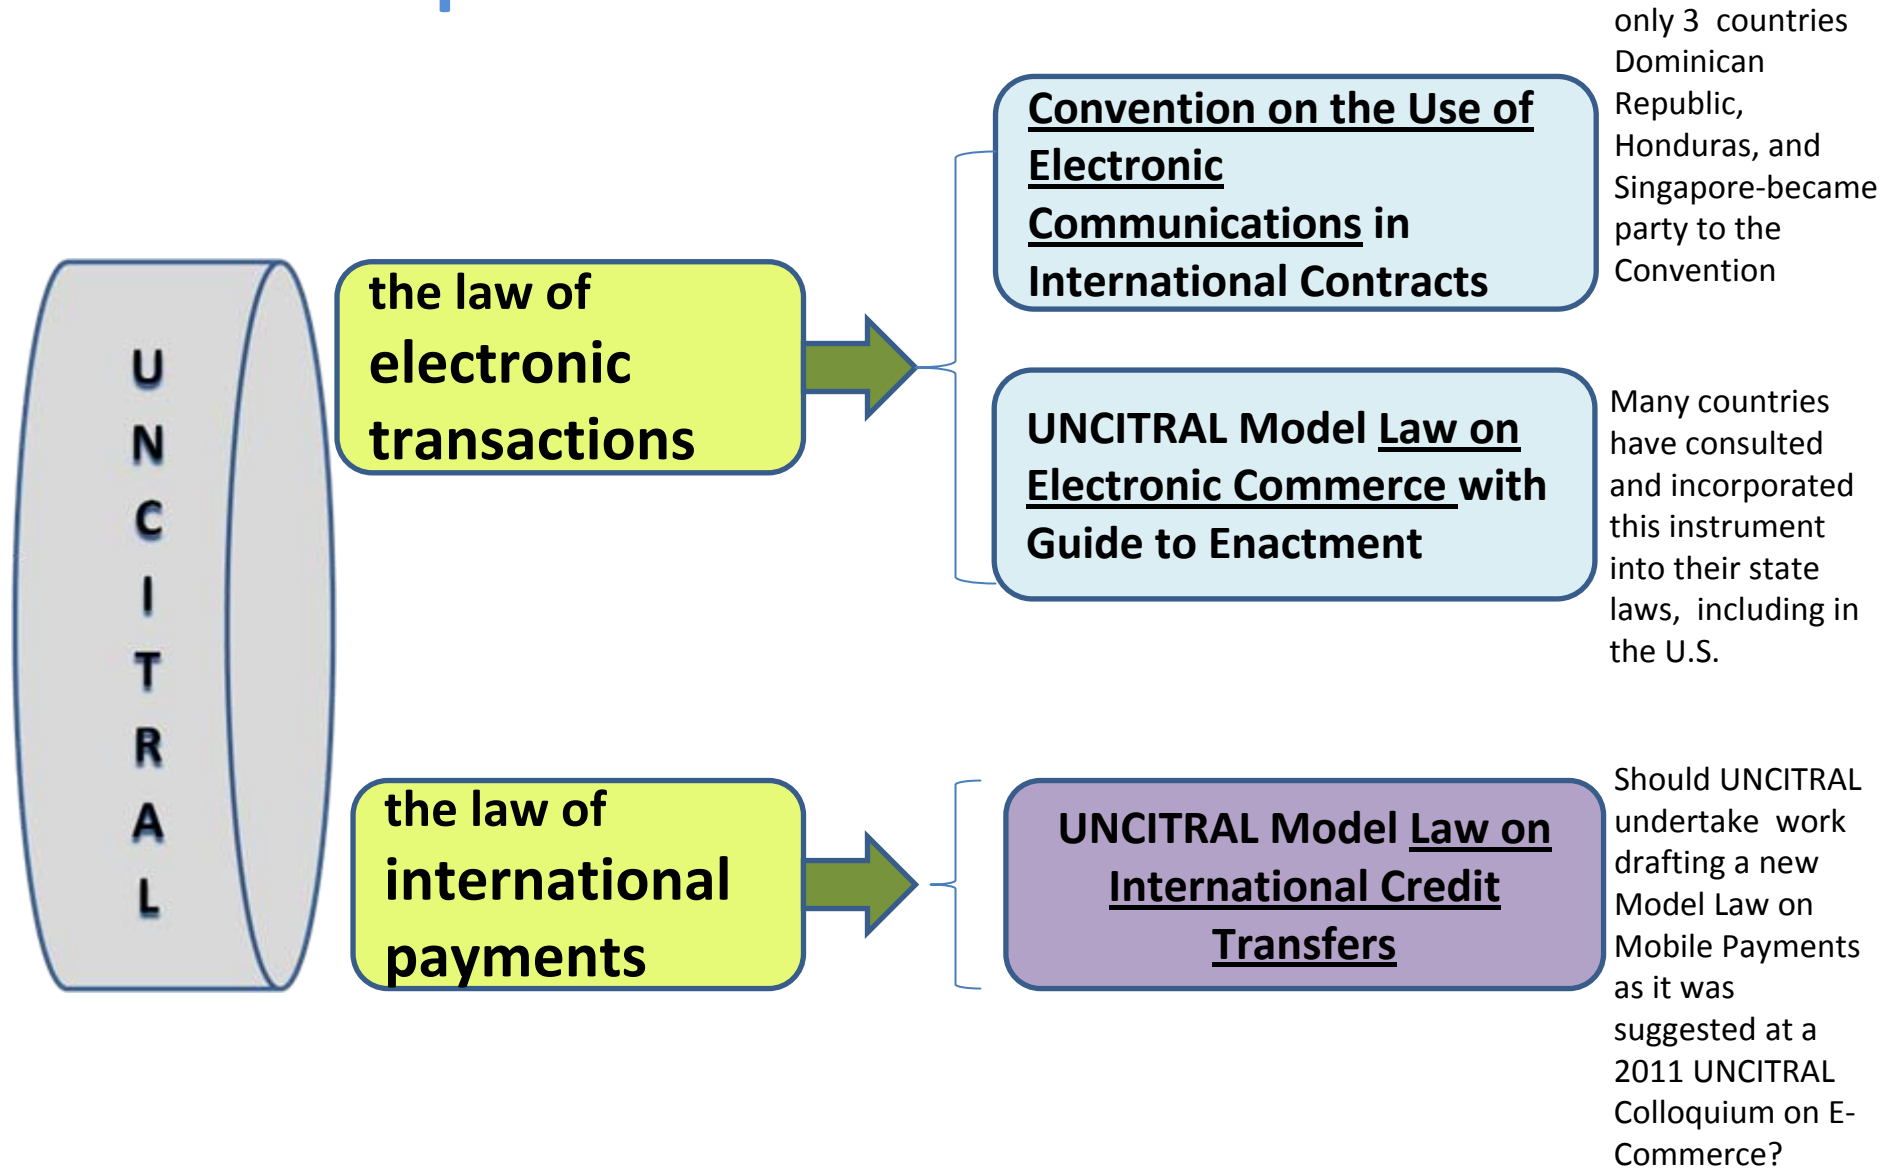 U
N
C
I
T
R
A
L
the law of
electronic
transactions
Convention on the Use of
Electronic
Communications in
International Contracts
only 3 countries
Dominican
Republic,
Honduras, and
Singapore-became
party to the
Convention
UNCITRAL Model Law on
Electronic Commerce with
Guide to Enactment
Many countries
have consulted
and incorporated
this instrument
into their state
laws, including in
the U.S.
the law of
international
payments
UNCITRAL Model Law on
International Credit
Transfers
Should UNCITRAL
undertake work
drafting a new
Model Law on
Mobile Payments
as it was
suggested at a
2011 UNCITRAL
Colloquium on E-
Commerce?